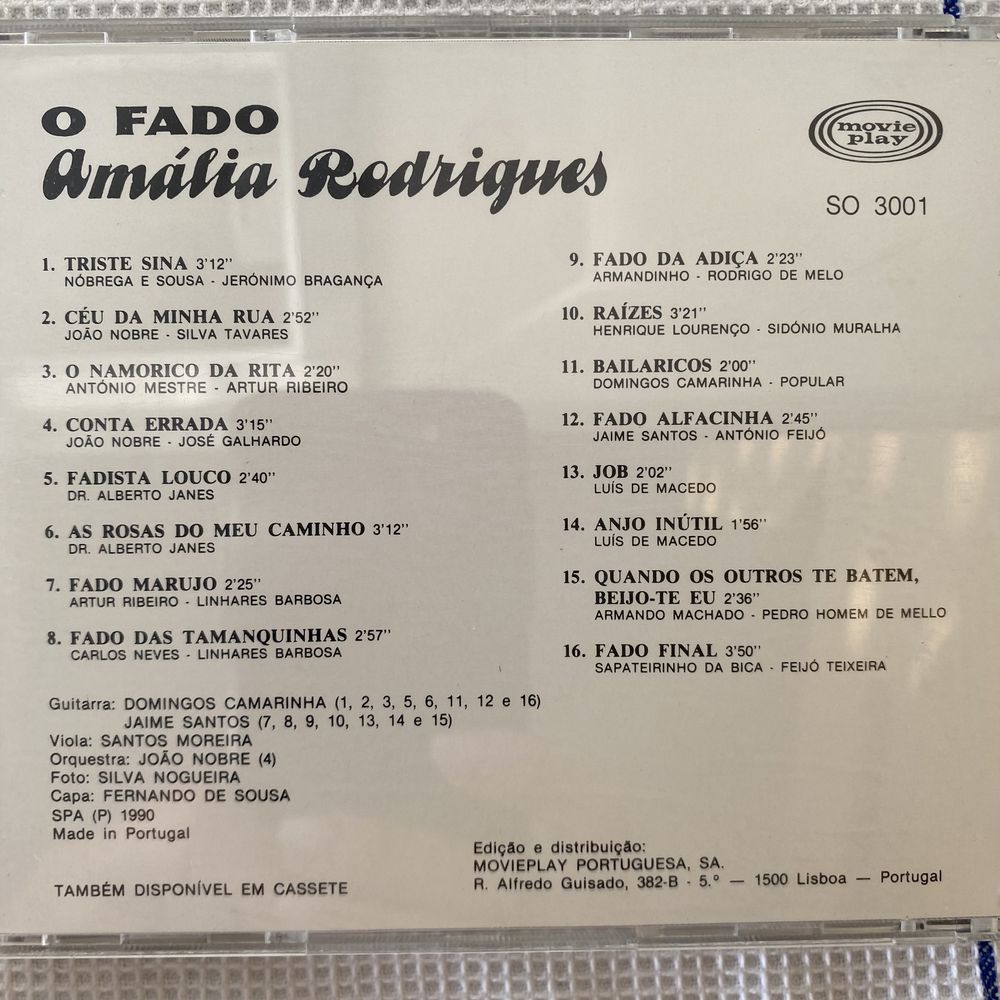 O FADO
Amália Rodrigues
movie
play
SO 3001
1. TRISTE SINA 3'12''
NÓBREGA E SOUSA - JERÓNIMO BRAGANÇA
2. CÉU DA MINHA RUA 2'52''
JOÃO NOBRE - SILVA TAVARES
3. O NAMORICO DA RITA 2'20''
ANTÓNIO MESTRE - ARTUR RIBEIRO
4. CONTA ERRADA 3'15''
JOÃO NOBRE - JOSÉ GALHARDO
5. FADISTA LOUCO 2'40''
DR. ALBERTO JANES
6. AS ROSAS DO MEU CAMINHO 3'12''
DR. ALBERTO JANES
7. FADO MARUJO 2'25''
ARTUR RIBEIRO - LINHARES BARBOSA
8. FADO DAS TAMANQUINHAS 2'57''
CARLOS NEVES - LINHARES BARBOSA
9. FADO DA ADIÇA 2'23''
ARMANDINHO - RODRIGO DE MELO
10. RAÍZES 3'21''
HENRIQUE LOURENÇO - SIDÓNIO MURALHA
11. BAILARICOS 2'00''
DOMINGOS CAMARINHA - POPULAR
12. FADO ALFACINHA 2'45''
JAIME SANTOS - ANTÓNIO FEIJÓ
13. JOB 2'02''
LUÍS DE MACEDO
14. ANJO INÚTIL 1'56''
LUÍS DE MACEDO
15. QUANDO OS OUTROS TE BATEM,
BEIJO-TE EU 2'36''
ARMANDO MACHADO - PEDRO HOMEM DE MELLO
16. FADO FINAL 3'50''
SAPATEIRINHO DA BICA - FEIJÓ TEIXEIRA
Guitarra: DOMINGOS CAMARINHA (1, 2, 3, 5, 6, 11, 12 e 16)
JAIME SANTOS (7, 8, 9, 10, 13, 14 e 15)
Viola: SANTOS MOREIRA
Orquestra: JOÃO NOBRE (4)
Foto: SILVA NOGUEIRA
Capa: FERNANDO DE SOUSA
SPA (P) 1990
Made in Portugal
TAMBÉM DISPONÍVEL EM CASSETE
Edição e distribuição:
MOVIEPLAY PORTUGUESA, SA.
R. Alfredo Guisado, 382-B - 5.º — 1500 Lisboa — Portugal